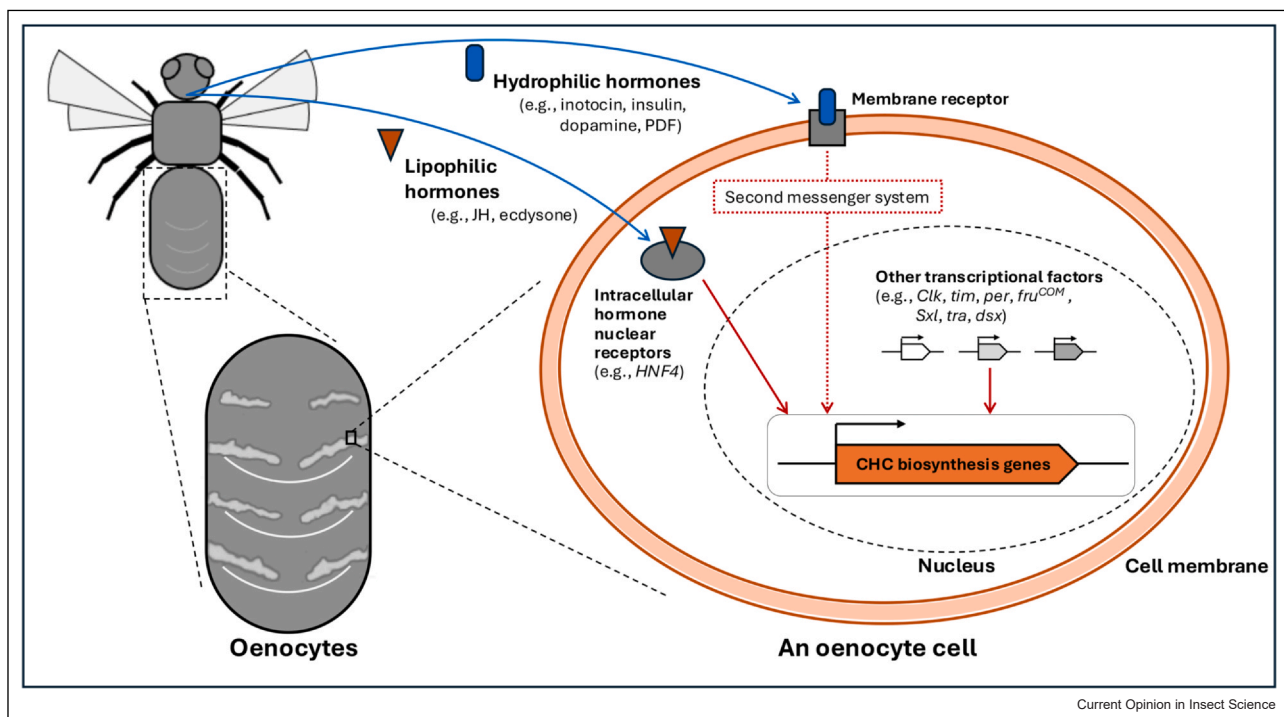 Hydrophilic hormones
(e.g., inotocin, insulin,
dopamine, PDF)
Membrane receptor
Lipophilic
hormones
(e.g., JH, ecdysone)
Second messenger system
Intracellular
hormone
nuclear
receptors
(e.g., HNF4)
Other transcriptional factors
(e.g., Clk, tim, per, fruCOM,
Sxl, tra, dsx)
CHC biosynthesis genes
Nucleus
Cell membrane
Oenocytes
An oenocyte cell
Current Opinion in Insect Science